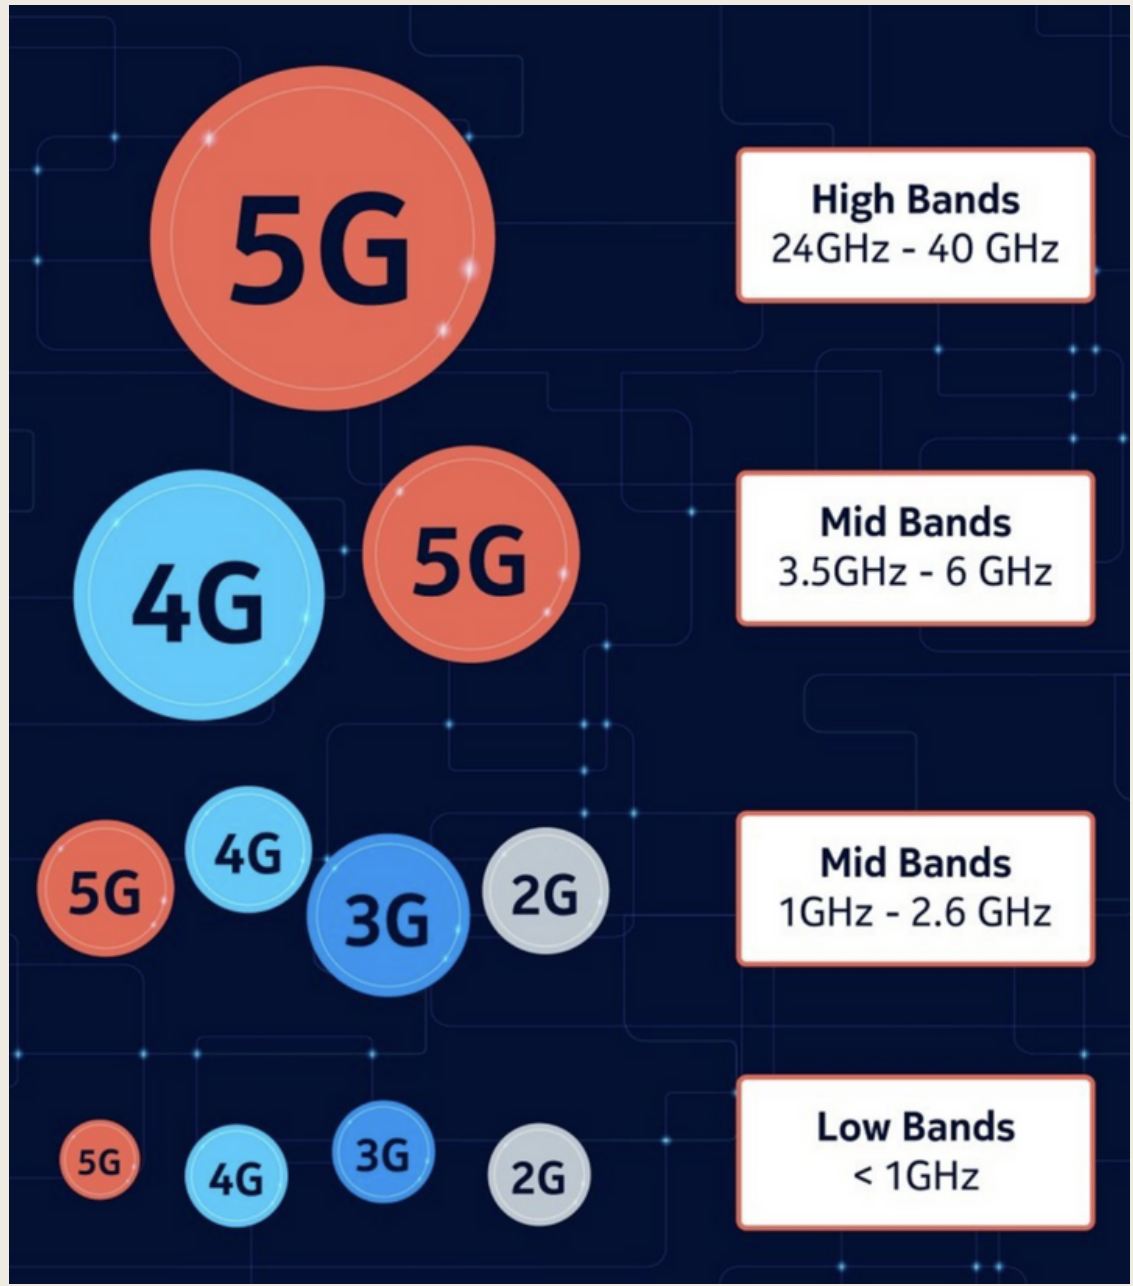 5G
High Bands
24GHz - 40 GHz
4G
5G
Mid Bands
3.5GHz - 6 GHz
5G
4G
3G
2G
Mid Bands
1GHz - 2.6 GHz
5G
4G
3G
2G
Low Bands
< 1GHz